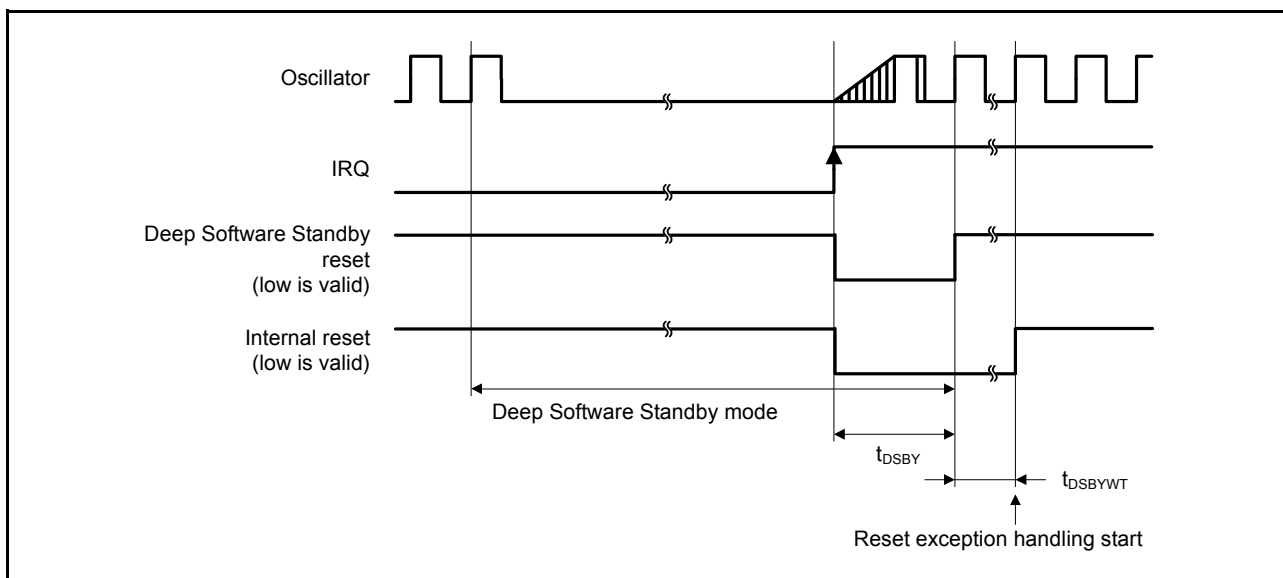 Oscillator
IRQ
Deep Software Standby
reset
(low is valid)
Internal reset
(low is valid)
Deep Software Standby mode
tDSBY
tDSBYWT
Reset exception handling start